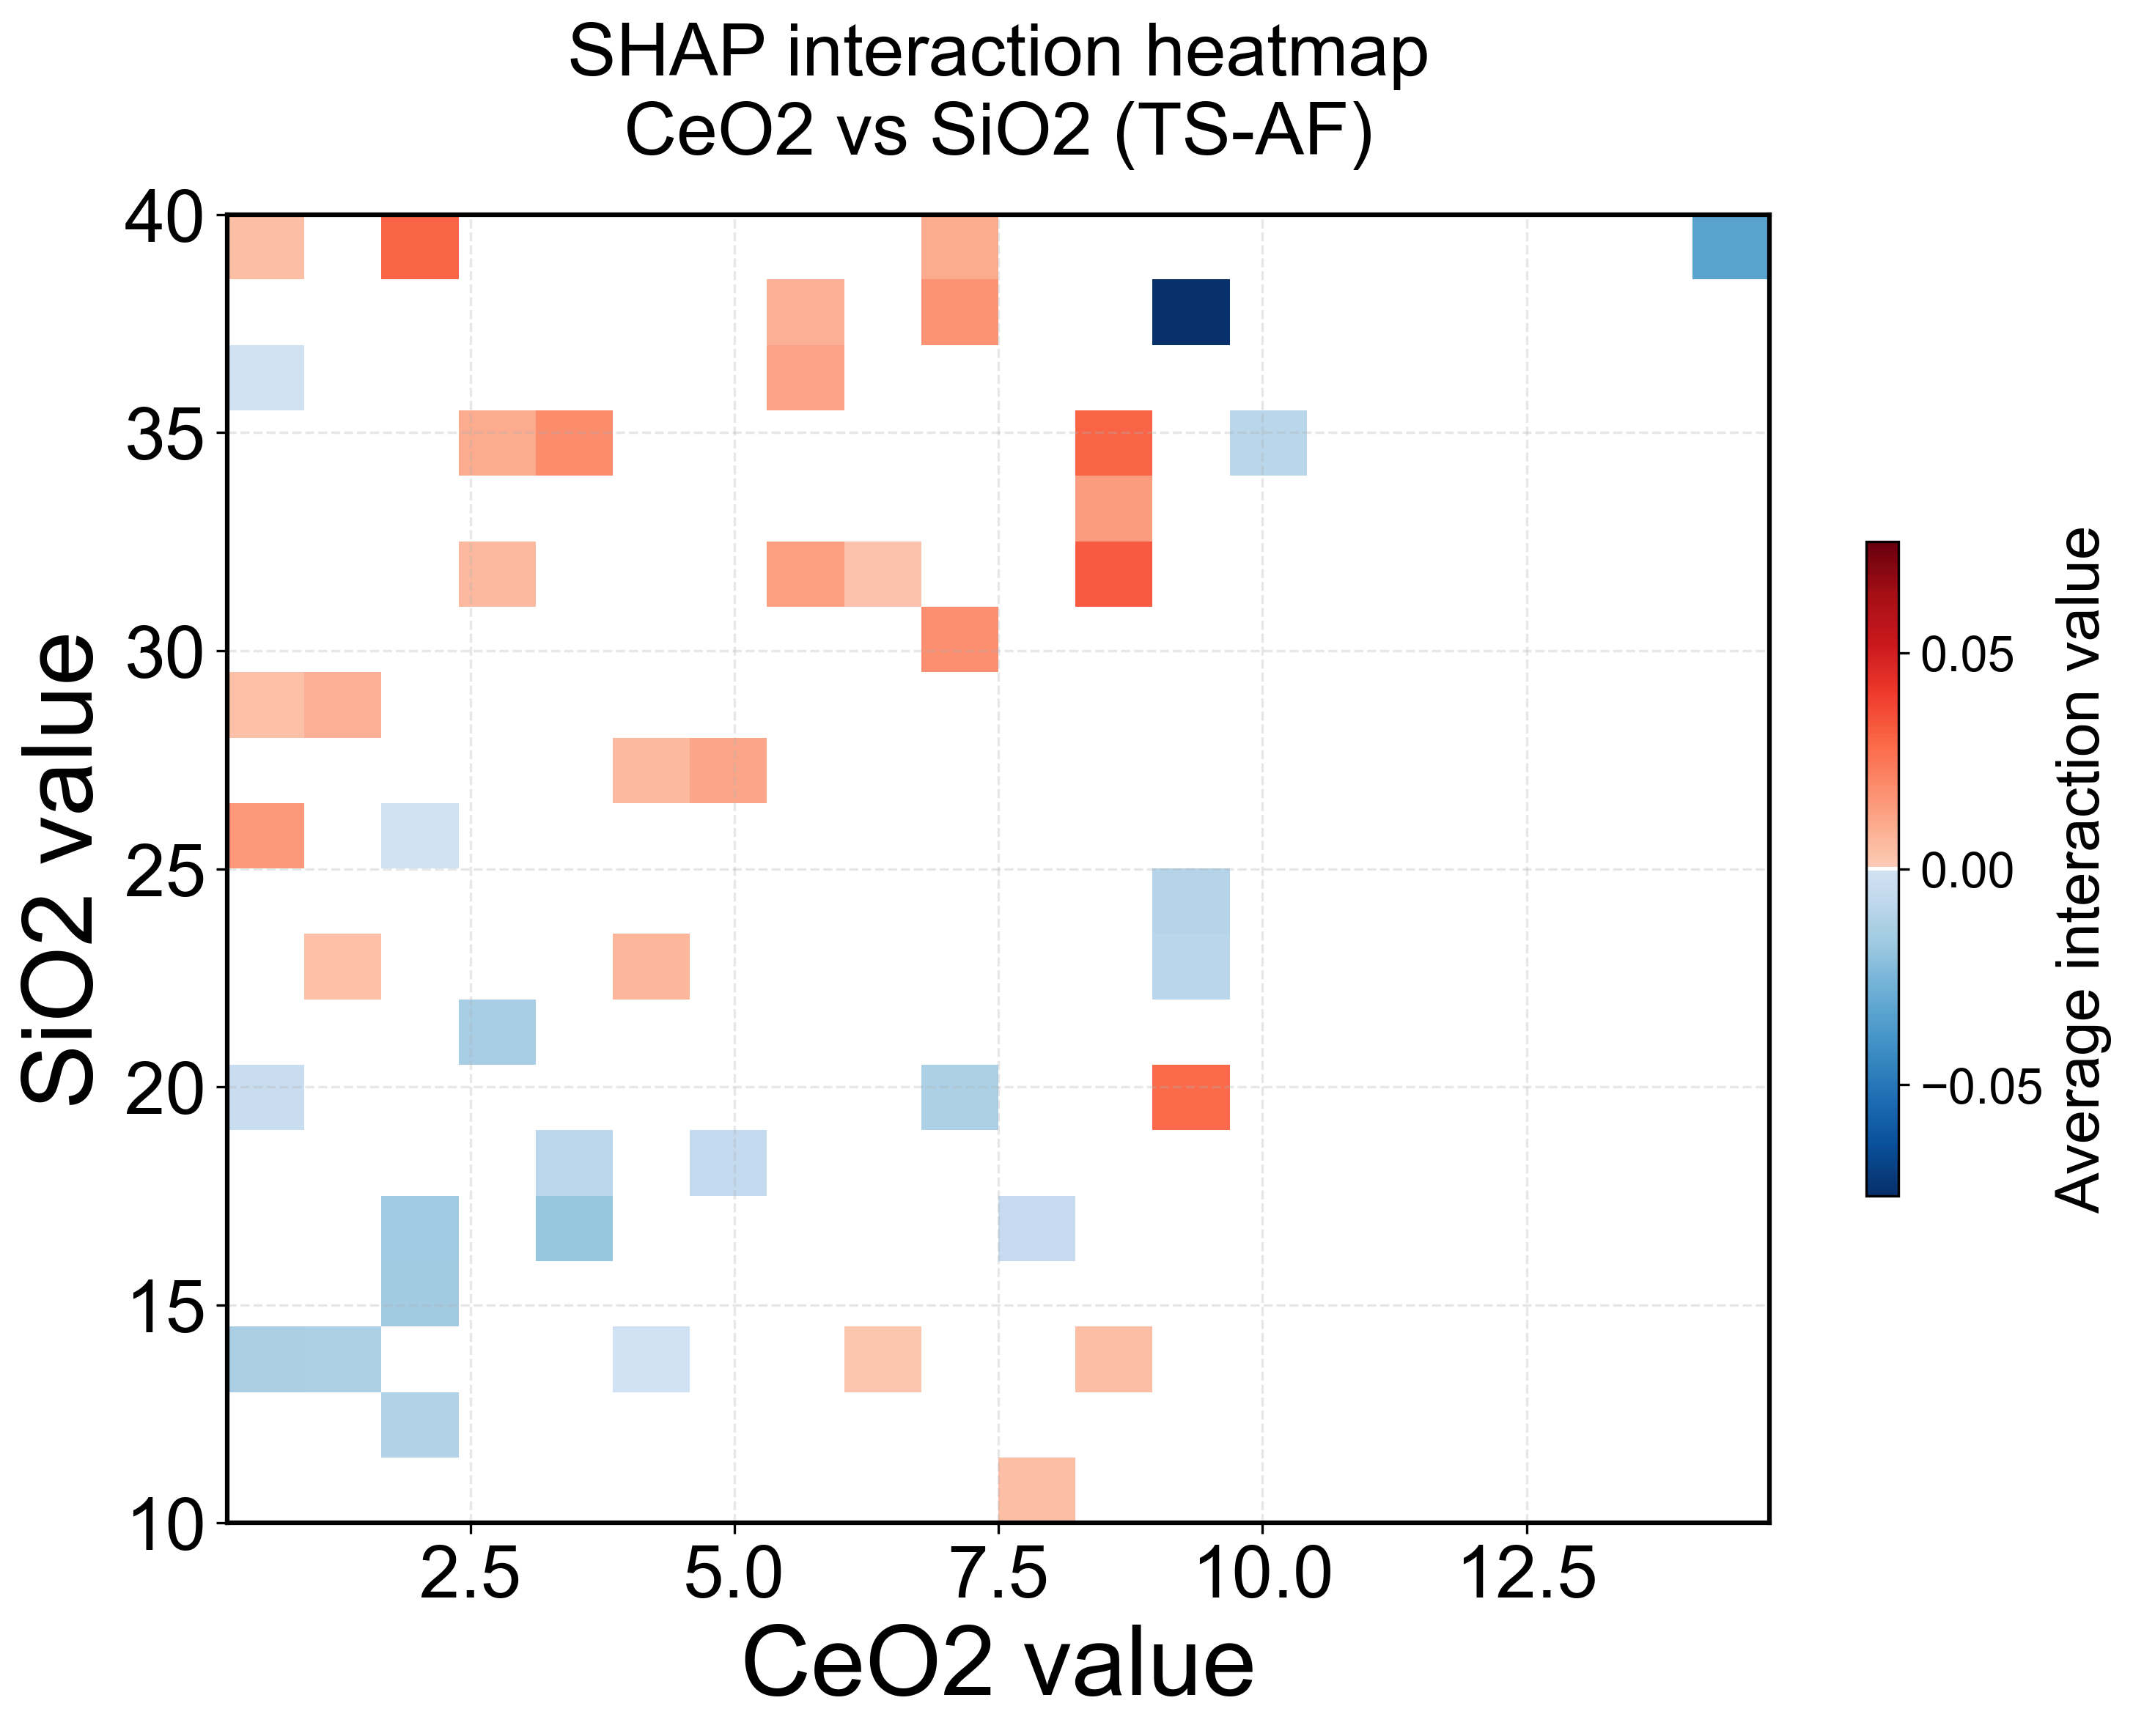 SHAP interaction heatmap
CeO2 vs SiO2 (TS-AF)
40
35
30
25
20
15
10
SiO2 value
2.5 5.0 7.5 10.0 12.5
CeO2 value
0.05
0.00
−0.05
Average interaction value